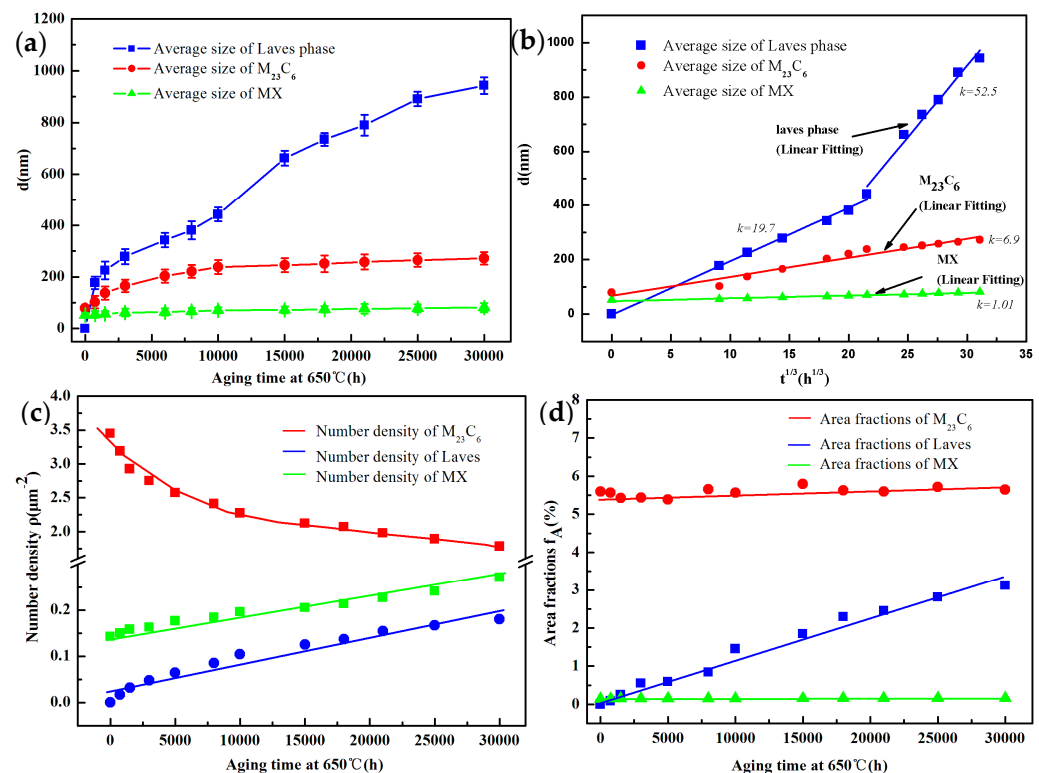 (a)
Average size of Laves phase
Average size of M23C6
Average size of MX
d(nm)
1200
1000
800
600
400
200
0
0 5000 10000 15000 20000 25000 30000
Aging time at 650℃(h)
(b)
Average size of Laves phase
Average size of M23C6
Average size of MX
d(nm)
1000
800
600
400
200
0
k=52.5
laves phase
(Linear Fitting)
M23C6
(Linear Fitting)
k=19.7
k=6.9
MX
(Linear Fitting)
k=1.01
0 5 10 15 20 25 30 35
t1/3(h1/3)
(c)
Number density of M23C6
Number density of Laves
Number density of MX
Number density ρ(μm-2)
4.0
3.5
3.0
2.5
2.0
0.2
0.1
0.0
0 5000 10000 15000 20000 25000 30000
Aging time at 650℃(h)
(d)
Area fractions of M23C6
Area fractions of Laves
Area fractions of MX
Area fractions fA(%)
8
7
6
5
4
3
2
1
0
0 5000 10000 15000 20000 25000 30000
Aging time at 650℃(h)